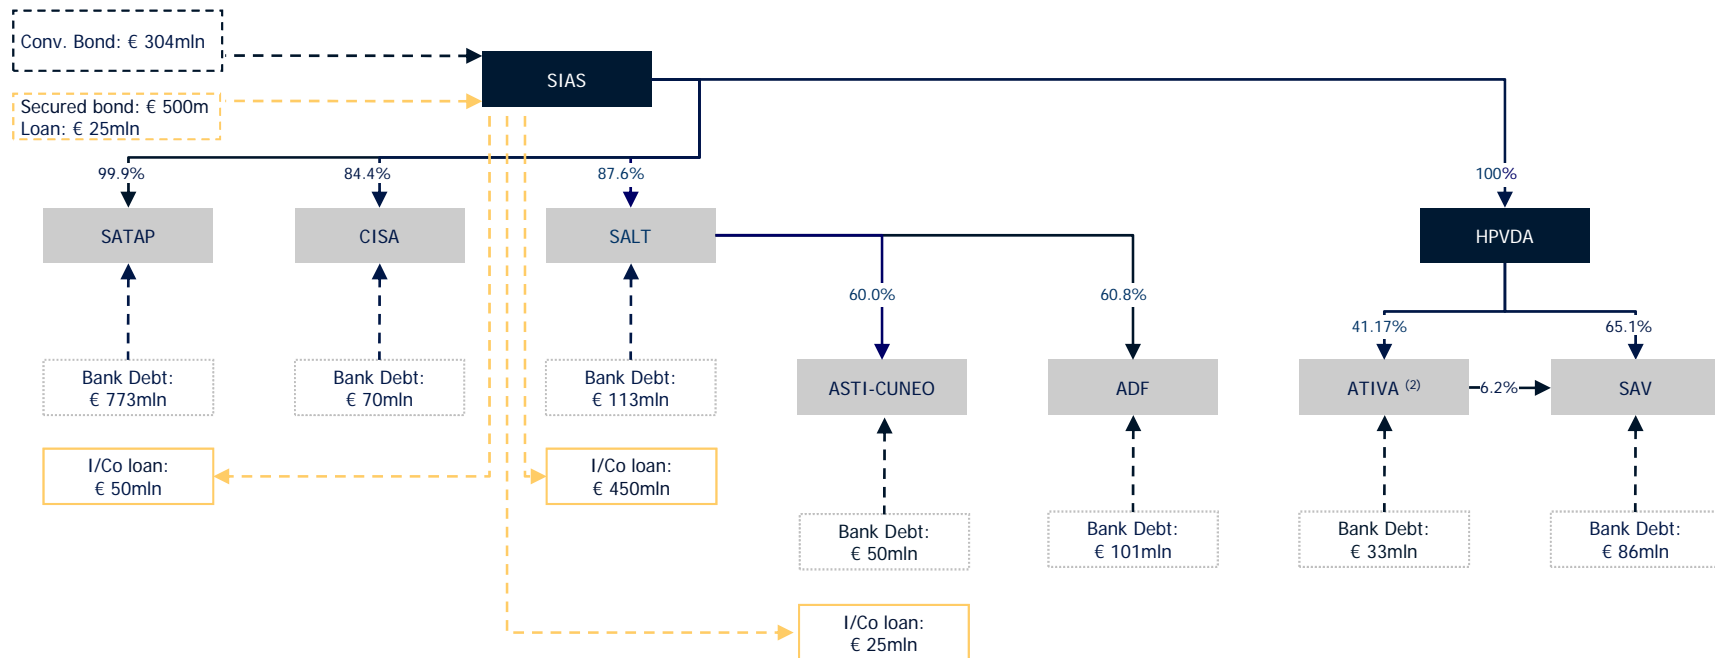 Conv. Bond: € 304mln
SIAS
Secured bond: € 500m
Loan: € 25mln
99.9%
84.4%
87.6%
100%
SATAP
CISA
SALT
HPVDA
60.0%
60.8%
41.17%
65.1%
Bank Debt:
€ 773mln
Bank Debt:
€ 70mln
Bank Debt:
€ 113mln
ASTI-CUNEO
ADF
ATIVA (2)
6.2%
SAV
I/Co loan:
€ 50mln
I/Co loan:
€ 450mln
Bank Debt:
€ 50mln
Bank Debt:
€ 101mln
Bank Debt:
€ 33mln
Bank Debt:
€ 86mln
I/Co loan:
€ 25mln